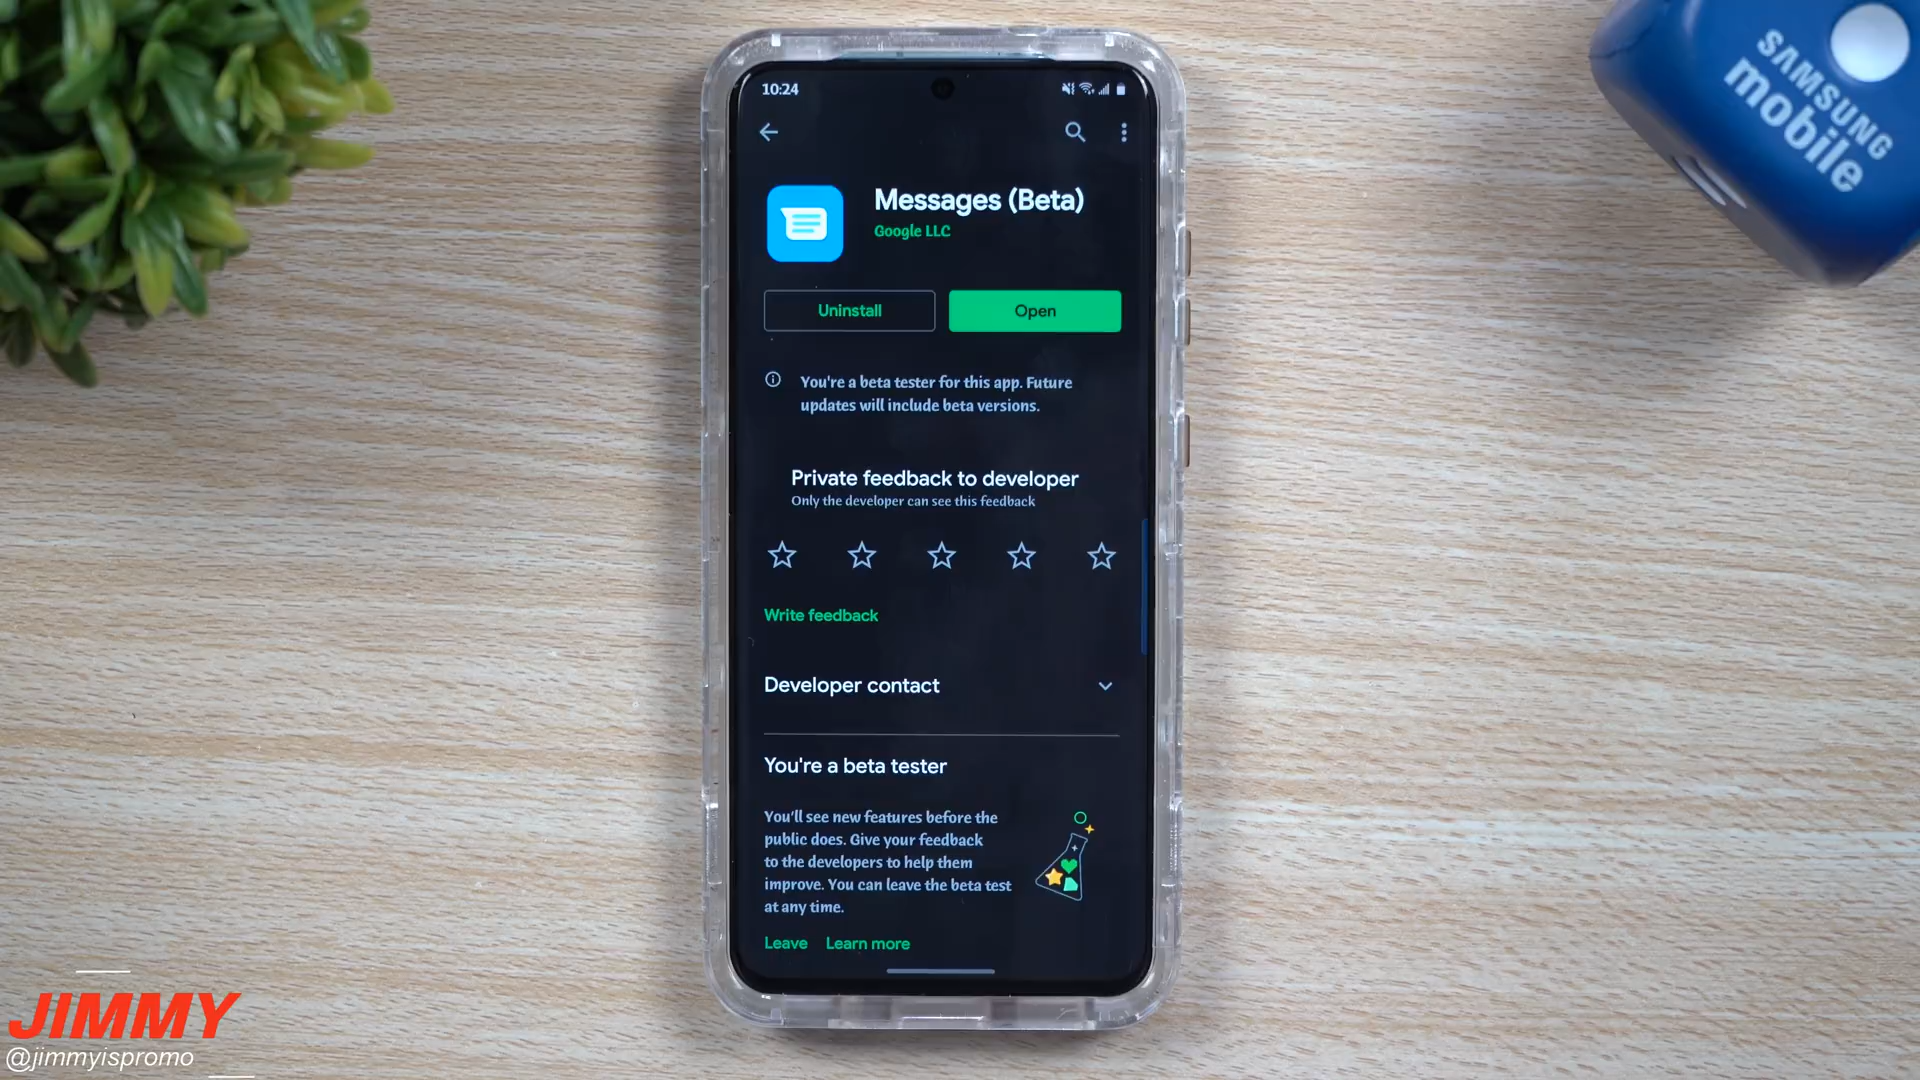 SAMSUNG
mobile
10:24
Messages (Beta)
Google LLC
Uninstall
Open
You're a beta tester for this app. Future
updates will include beta versions.
Private feedback to developer
Only the developer can see this feedback
Write feedback
Developer contact
You're a beta tester
You'll see new features before the
public does. Give your feedback
to the developers to help them
improve. You can leave the beta test
at any time.
Leave Learn more
JIMMY
@jimmyispromo